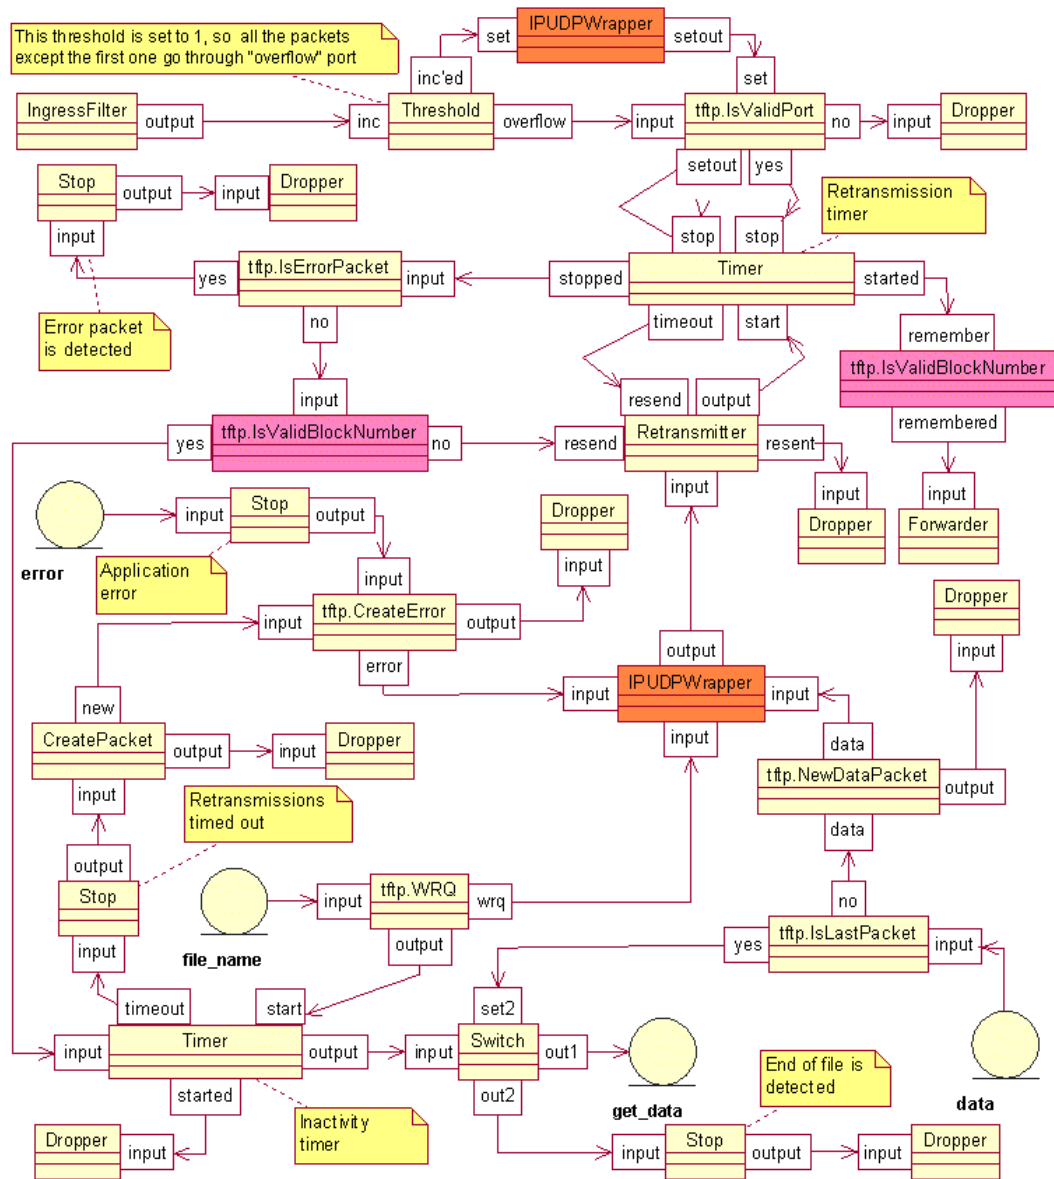 This threshold is set to 1, so all the packets
except the first one go through "overflow" port
set
IPUDPWrapper
setout
inc'ed
set
IngressFilter
output
inc
Threshold
overflow
input
tftp.IsValidPort
no
input
Dropper
setout
yes
Stop
output
input
Dropper
input
Retransmission
timer
stop
stop
yes
tftp.IsErrorPacket
input
stopped
Timer
started
Error packet
is detected
no
timeout
start
remember
tftp.IsValidBlockNumber
input
resend
output
remembered
yes
tftp.IsValidBlockNumber
no
resend
Retransmitter
resent
input
input
input
Dropper
Forwarder
error
input
Stop
output
Dropper
input
Application
error
input
input
tftp.CreateError
output
error
Dropper
input
output
new
input
IPUDPWrapper
input
input
CreatePacket
output
input
Dropper
input
data
tftp.NewDataPacket
output
data
Retransmissions
timed out
output
Stop
input
file_name
input
tftp.WRQ
wrq
output
no
yes
tftp.IsLastPacket
input
timeout
start
set2
input
Timer
output
input
Switch
out1
started
out2
get_data
End of file is
detected
data
Inactivity
timer
Dropper
input
input
Stop
output
input
Dropper